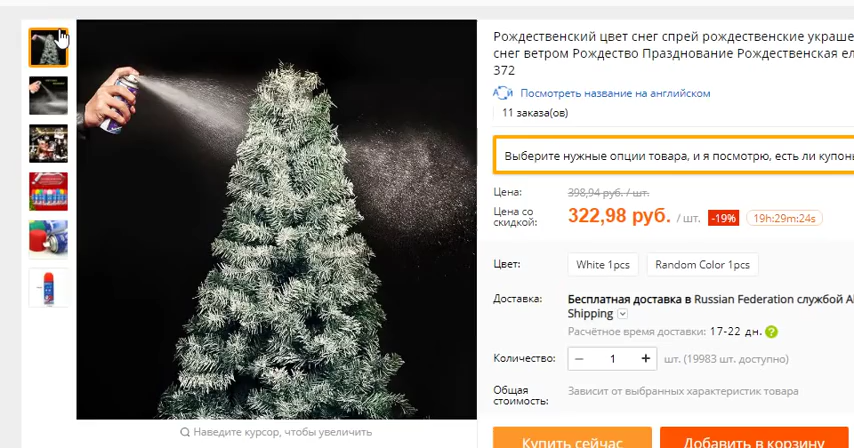 Рождественский цвет снег спрей рождественские украше
снег ветром Рождество Празднование Рождественская ел
372
Посмотреть название на английском
11 заказа(ов)
Выберите нужные опции товара, и я посмотрю, есть ли купоны
Цена: 398,94 руб. / шт.
Цена со скидкой: 322,98 руб. / шт. -19% 19h:29m:24s
Цвет: White 1pcs Random Color 1pcs
Доставка: Бесплатная доставка в Russian Federation службой Al
Shipping
Расчётное время доставки: 17-22 дн. ?
Количество: − 1 + шт. (19983 шт. доступно)
Общая стоимость: Зависит от выбранных характеристик товара
Наведите курсор, чтобы увеличить
Купить сейчас Добавить в корзину